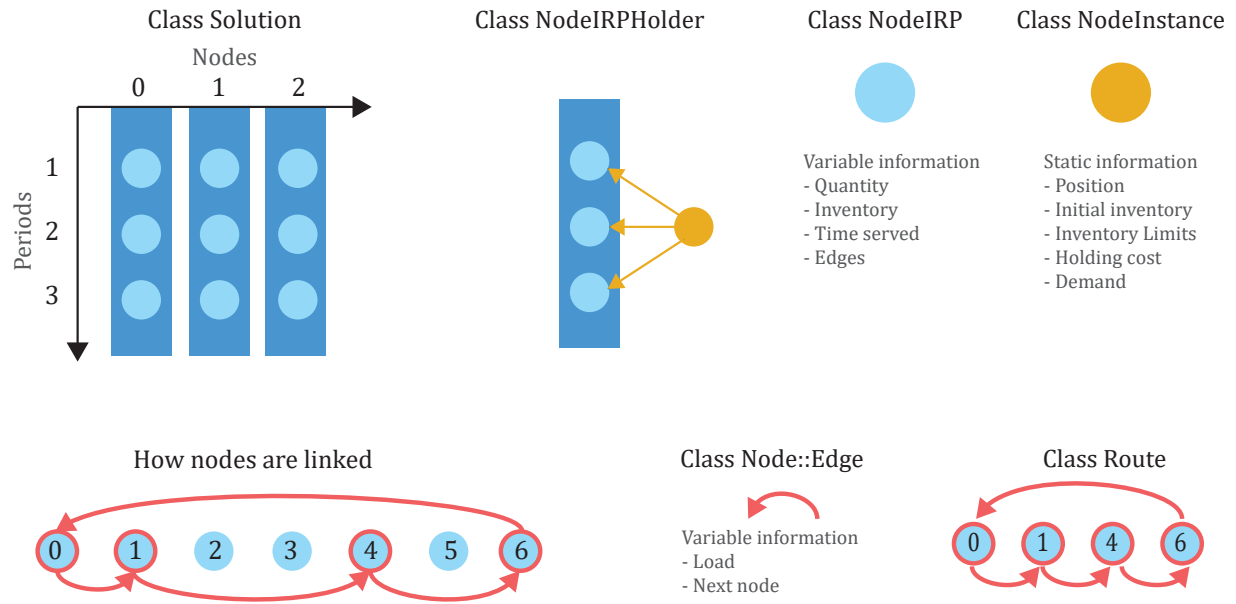 Class Solution
Nodes
0 1 2
Periods
1
2
3
Class NodeIRPHolder
Class NodeIRP
Variable information
- Quantity
- Inventory
- Time served
- Edges
Class NodeInstance
Static information
- Position
- Initial inventory
- Inventory Limits
- Holding cost
- Demand
How nodes are linked
0 1 2 3 4 5 6
Class Node::Edge
Variable information
- Load
- Next node
Class Route
0 1 4 6